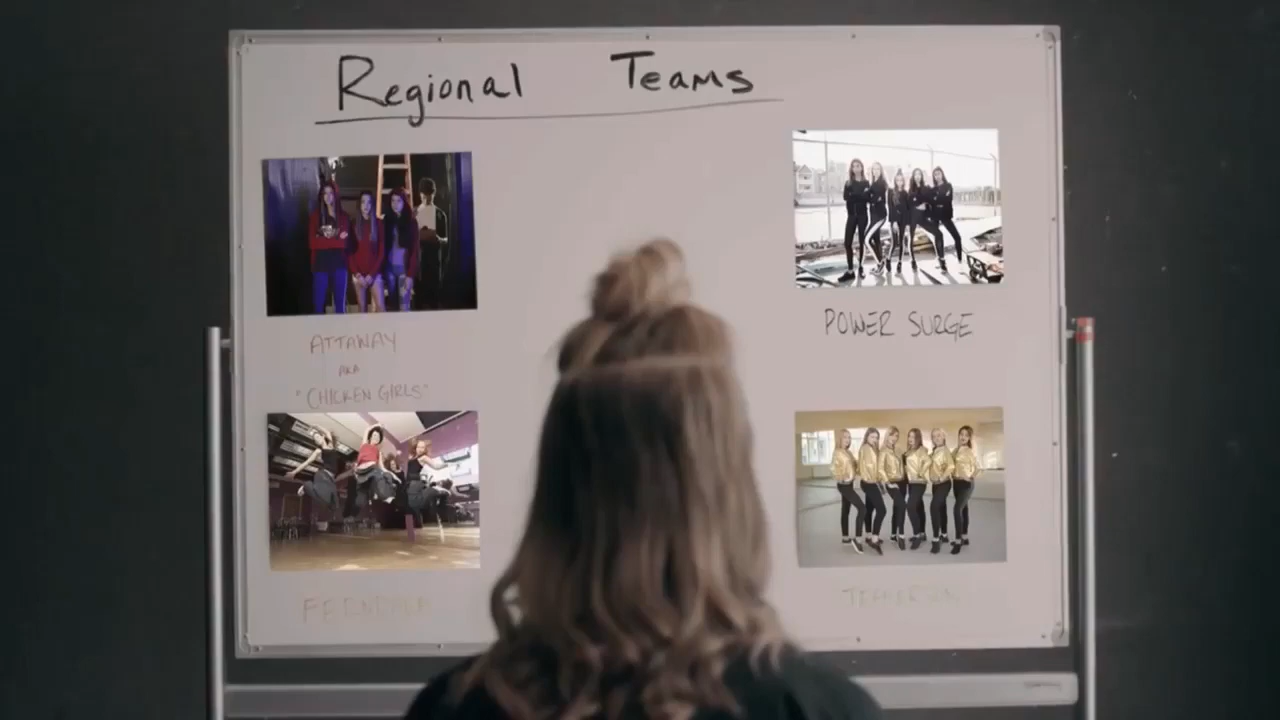 Regional Teams
ATTAWAY
AKA
"CHICKEN GIRLS"
POWER SURGE